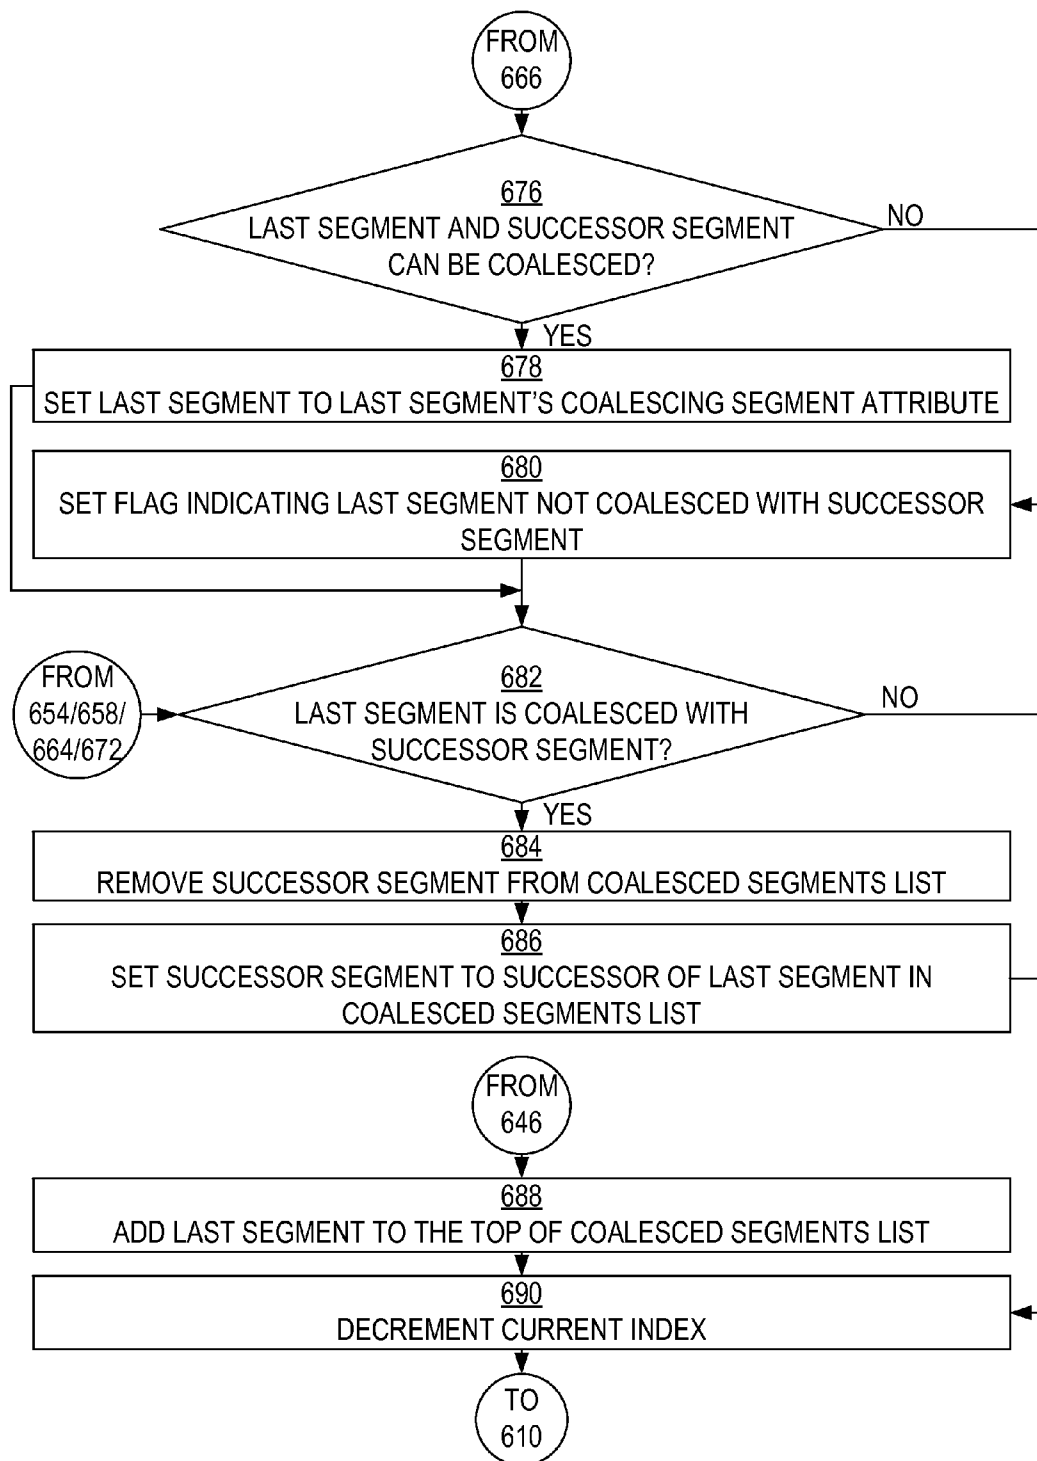 FROM
666
676
LAST SEGMENT AND SUCCESSOR SEGMENT
CAN BE COALESCED?
NO
YES
678
SET LAST SEGMENT TO LAST SEGMENT'S COALESCING SEGMENT ATTRIBUTE
680
SET FLAG INDICATING LAST SEGMENT NOT COALESCED WITH SUCCESSOR
SEGMENT
FROM
654/658/
664/672
682
LAST SEGMENT IS COALESCED WITH
SUCCESSOR SEGMENT?
NO
YES
684
REMOVE SUCCESSOR SEGMENT FROM COALESCED SEGMENTS LIST
686
SET SUCCESSOR SEGMENT TO SUCCESSOR OF LAST SEGMENT IN
COALESCED SEGMENTS LIST
FROM
646
688
ADD LAST SEGMENT TO THE TOP OF COALESCED SEGMENTS LIST
690
DECREMENT CURRENT INDEX
TO
610